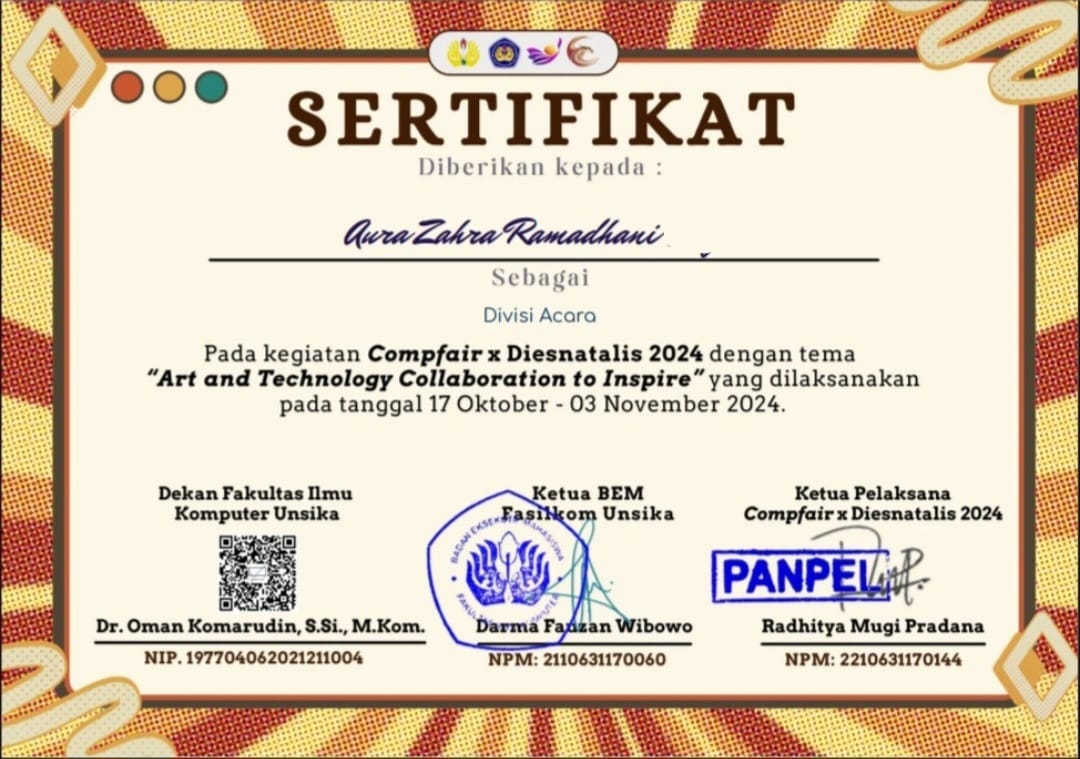 SERTIFIKAT
Diberikan kepada :
Aura Zahra Ramadhani
Sebagai
Divisi Acara
Pada kegiatan Compfair x Diesnatalis 2024 dengan tema
“Art and Technology Collaboration to Inspire” yang dilaksanakan
pada tanggal 17 Oktober - 03 November 2024.
Dekan Fakultas Ilmu
Komputer Unsika
Dr. Oman Komarudin, S.Si., M.Kom.
NIP. 197704062021211004
Ketua BEM
Fasilkom Unsika
BADAN EKSEKUTIF MAHASISWA
Darma Fauzan Wibowo
NPM: 2110631170060
Ketua Pelaksana
Compfair x Diesnatalis 2024
PANPEL
Radhitya Mugi Pradana
NPM: 2210631170144